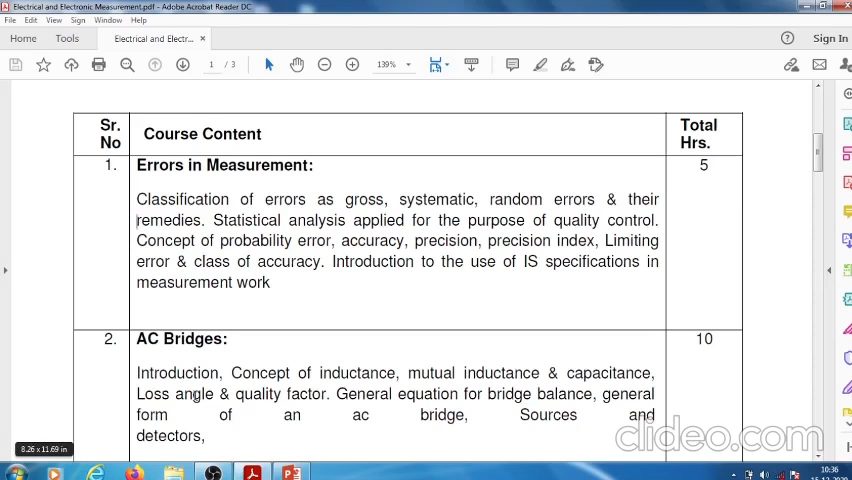 Electrical and Electronic Measurement.pdf - Adobe Acrobat Reader DC
File Edit View Sign Window Help
Home Tools Electrical and Electr... × Sign In
1 / 3 139%
Sr. No Course Content Total Hrs.
1. Errors in Measurement: 5
Classification of errors as gross, systematic, random errors & their
remedies. Statistical analysis applied for the purpose of quality control.
Concept of probability error, accuracy, precision, precision index, Limiting
error & class of accuracy. Introduction to the use of IS specifications in
measurement work
2. AC Bridges: 10
Introduction, Concept of inductance, mutual inductance & capacitance,
Loss angle & quality factor. General equation for bridge balance, general
form of an ac bridge, Sources and
detectors,
8.26 x 11.69 in
clideo.com
10:36